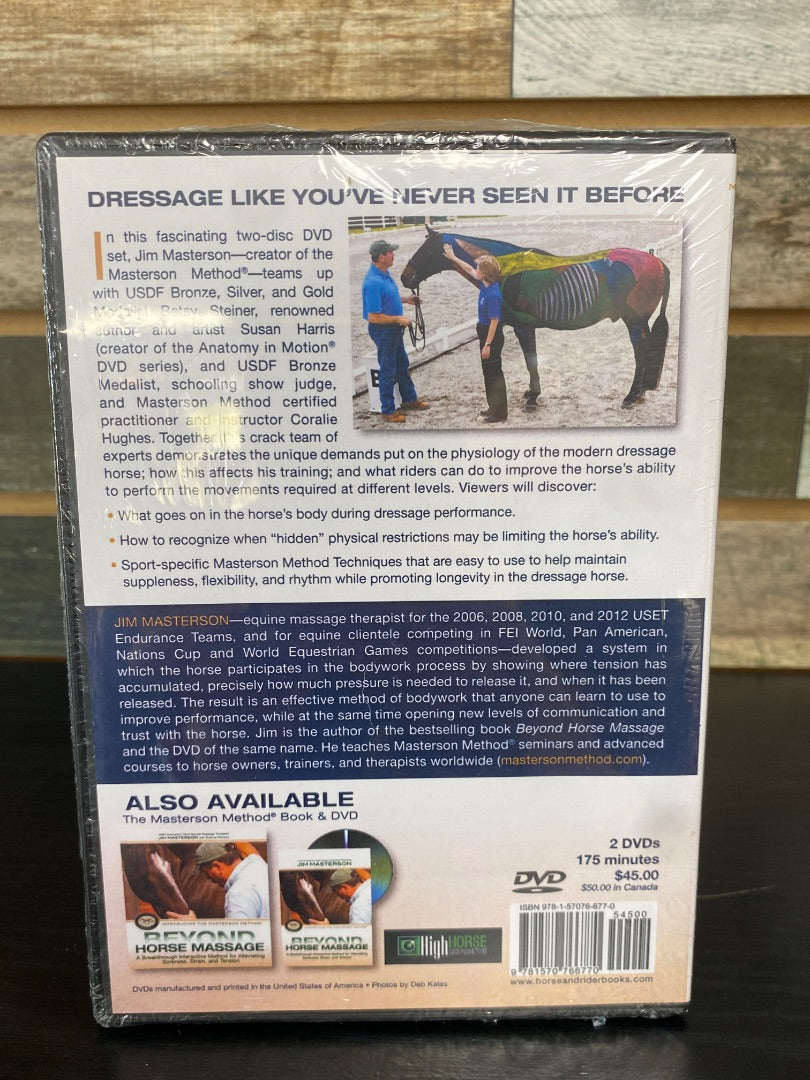 DRESSAGE LIKE YOU'VE NEVER SEEN IT BEFORE
In this fascinating two-disc DVD
set, Jim Masterson—creator of the
Masterson Method®—teams up
with USDF Bronze, Silver, and Gold
Medalist Betsy Steiner, renowned
author and artist Susan Harris
(creator of the Anatomy in Motion®
DVD series), and USDF Bronze
Medalist, schooling show judge,
and Masterson Method certified
practitioner and instructor Coralie
Hughes. Together this crack team of
experts demonstrates the unique demands put on the physiology of the modern dressage
horse; how this affects his training; and what riders can do to improve the horse's ability
to perform the movements required at different levels. Viewers will discover:
• What goes on in the horse's body during dressage performance.
• How to recognize when "hidden" physical restrictions may be limiting the horse's ability.
• Sport-specific Masterson Method Techniques that are easy to use to help maintain
suppleness, flexibility, and rhythm while promoting longevity in the dressage horse.
JIM MASTERSON—equine massage therapist for the 2006, 2008, 2010, and 2012 USET
Endurance Teams, and for equine clientele competing in FEI World, Pan American,
Nations Cup and World Equestrian Games competitions—developed a system in
which the horse participates in the bodywork process by showing where tension has
accumulated, precisely how much pressure is needed to release it, and when it has been
released. The result is an effective method of bodywork that anyone can learn to use to
improve performance, while at the same time opening new levels of communication and
trust with the horse. Jim is the author of the bestselling book Beyond Horse Massage
and the DVD of the same name. He teaches Masterson Method® seminars and advanced
courses to horse owners, trainers, and therapists worldwide (mastersonmethod.com).
ALSO AVAILABLE
The Masterson Method® Book & DVD
JIM MASTERSON
INTRODUCING THE MASTERSON METHOD
BEYOND
HORSE MASSAGE
A Breakthrough Interactive Method for Alleviating
Soreness, Strain, and Tension
JIM MASTERSON
BEYOND
HORSE MASSAGE
HighHORSE
DVD
2 DVDs
175 minutes
$45.00
$50.00 in Canada
ISBN 978-1-57076-677-0
54500
9 781570 766770
www.horseandriderbooks.com
DVDs manufactured and printed in the United States of America • Photos by Deb Kalas